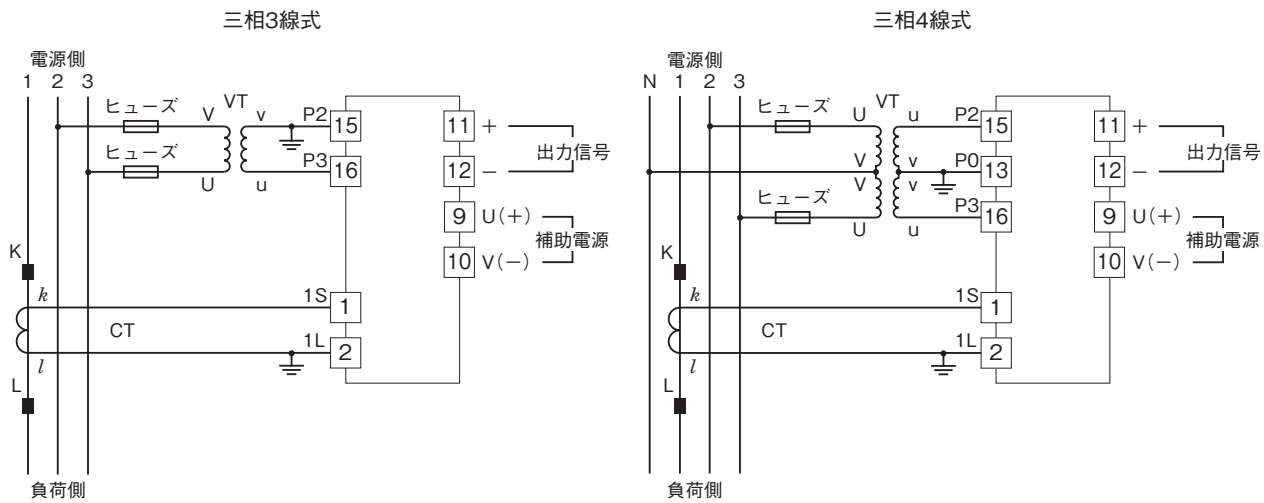 三相3線式
電源側
1 2 3
ヒューズ
V VT v P2
15
11 +
ヒューズ
U u P3
16
12 −
出力信号
9 U(+)
補助電源
10 V(−)
K
k 1S
1
CT
l 1L
2
L
負荷側
三相4線式
電源側
N 1 2 3
ヒューズ
U VT u P2
15
11 +
V v P0
13
12 −
出力信号
V v
ヒューズ
U u P3
16
9 U(+)
補助電源
10 V(−)
K
k 1S
1
CT
l 1L
2
L
負荷側